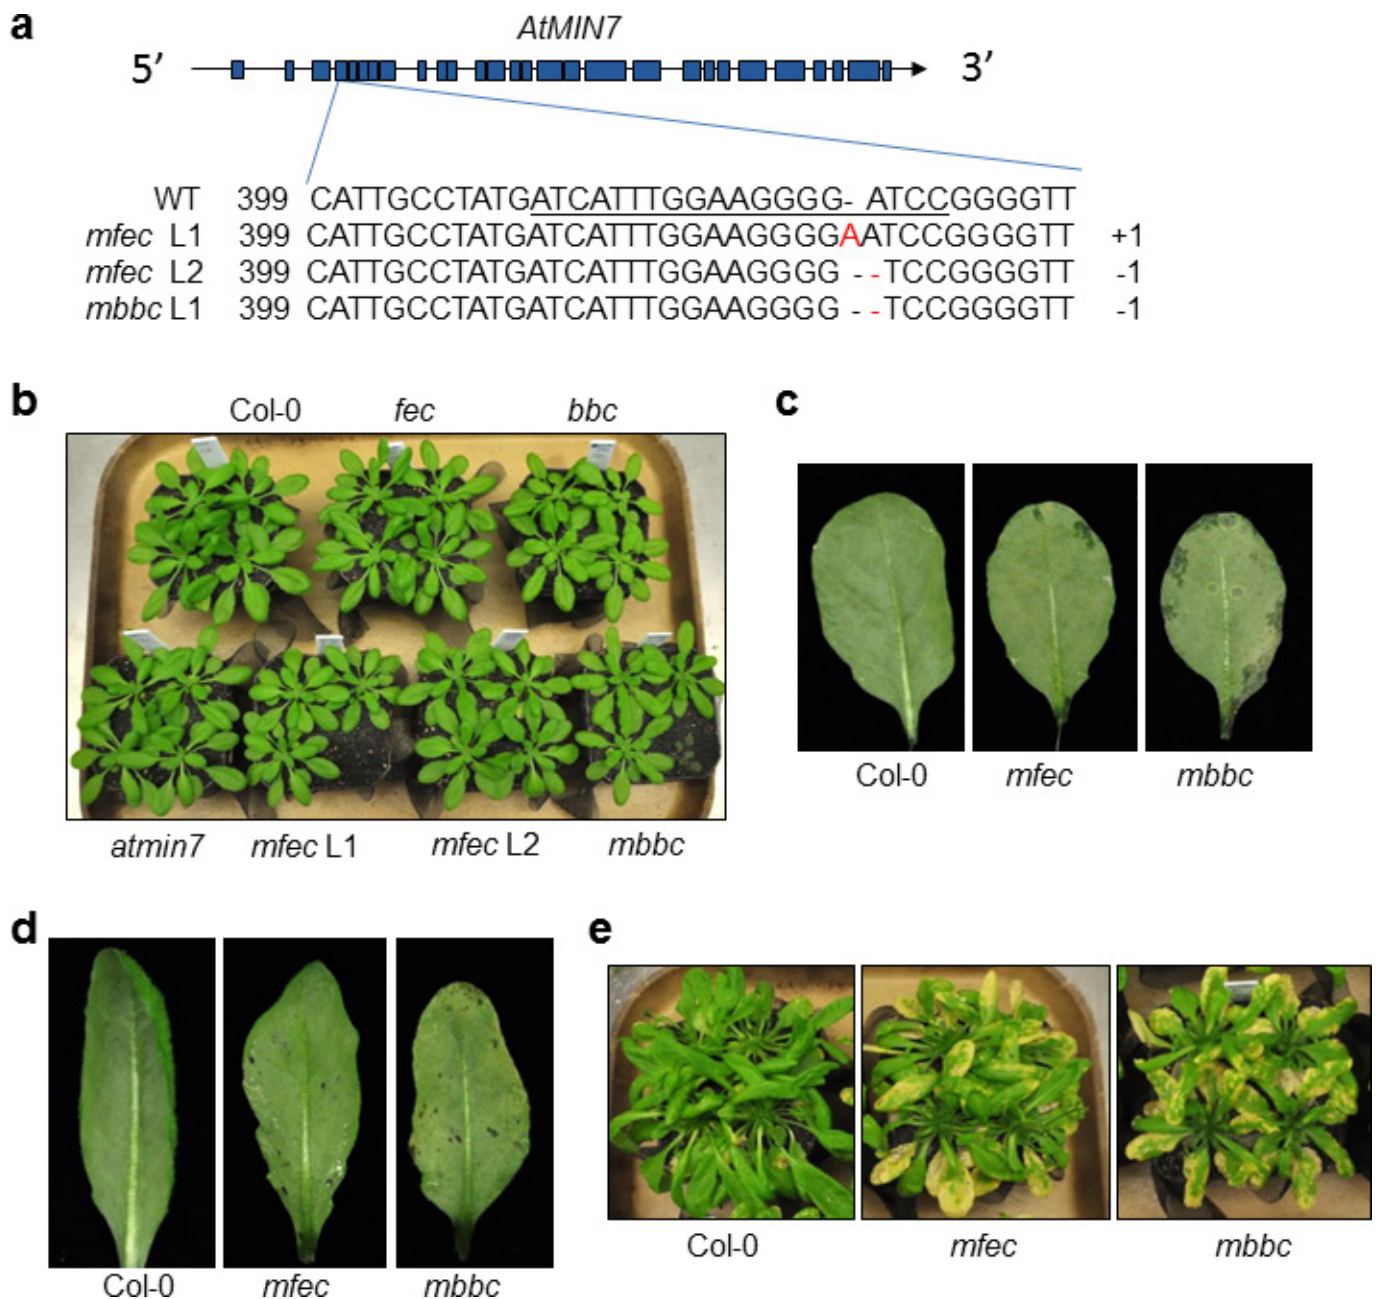 a
AtMIN7
5’ 3’
WT 399 CATTGCCTATGATCATTTGGAAGGGG- ATCCGGGGTT
mfec L1 399 CATTGCCTATGATCATTTGGAAGGGGAATCCGGGGTT +1
mfec L2 399 CATTGCCTATGATCATTTGGAAGGGG - -TCCGGGGTT -1
mbbc L1 399 CATTGCCTATGATCATTTGGAAGGGG - -TCCGGGGTT -1
b
Col-0 fec bbc
atmin7 mfec L1 mfec L2 mbbc
c
Col-0 mfec mbbc
d
Col-0 mfec mbbc
e
Col-0 mfec mbbc